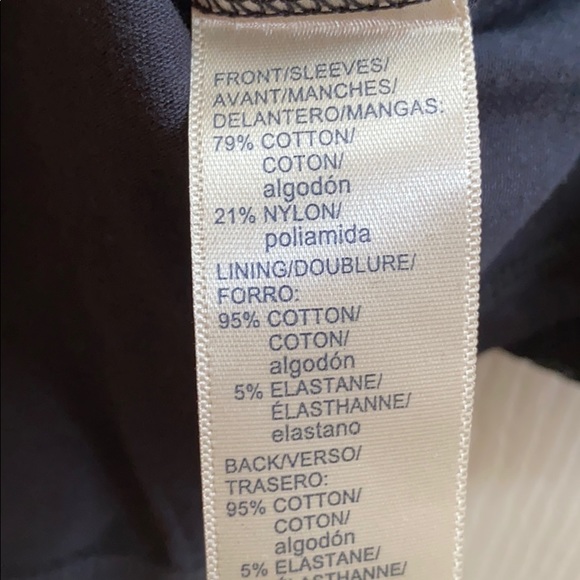 FRONT/SLEEVES/
AVANT/MANCHES/
DELANTERO/MANGAS:
79% COTTON/
COTON/
algodón
21% NYLON/
poliamida
LINING/DOUBLURE/
FORRO:
95% COTTON/
COTON/
algodón
5% ELASTANE/
ÉLASTHANNE/
elastano
BACK/VERSO/
TRASERO:
95% COTTON/
COTON/
algodón
5% ELASTANE/
ÉLASTHANNE/